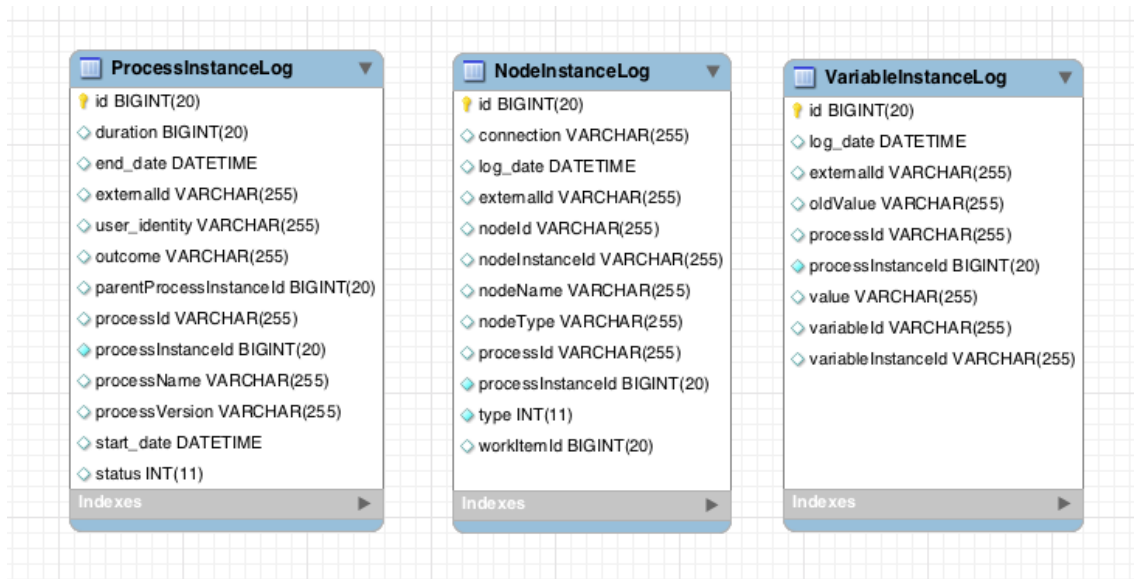 ProcessInstanceLog
id BIGINT(20)
duration BIGINT(20)
end_date DATETIME
externalId VARCHAR(255)
user_identity VARCHAR(255)
outcome VARCHAR(255)
parentProcessInstanceId BIGINT(20)
processId VARCHAR(255)
processInstanceId BIGINT(20)
processName VARCHAR(255)
processVersion VARCHAR(255)
start_date DATETIME
status INT(11)
Indexes
NodeInstanceLog
id BIGINT(20)
connection VARCHAR(255)
log_date DATETIME
externalId VARCHAR(255)
nodeId VARCHAR(255)
nodeInstanceId VARCHAR(255)
nodeName VARCHAR(255)
nodeType VARCHAR(255)
processId VARCHAR(255)
processInstanceId BIGINT(20)
type INT(11)
workItemId BIGINT(20)
Indexes
VariableInstanceLog
id BIGINT(20)
log_date DATETIME
externalId VARCHAR(255)
oldValue VARCHAR(255)
processId VARCHAR(255)
processInstanceId BIGINT(20)
value VARCHAR(255)
variableId VARCHAR(255)
variableInstanceId VARCHAR(255)
Indexes